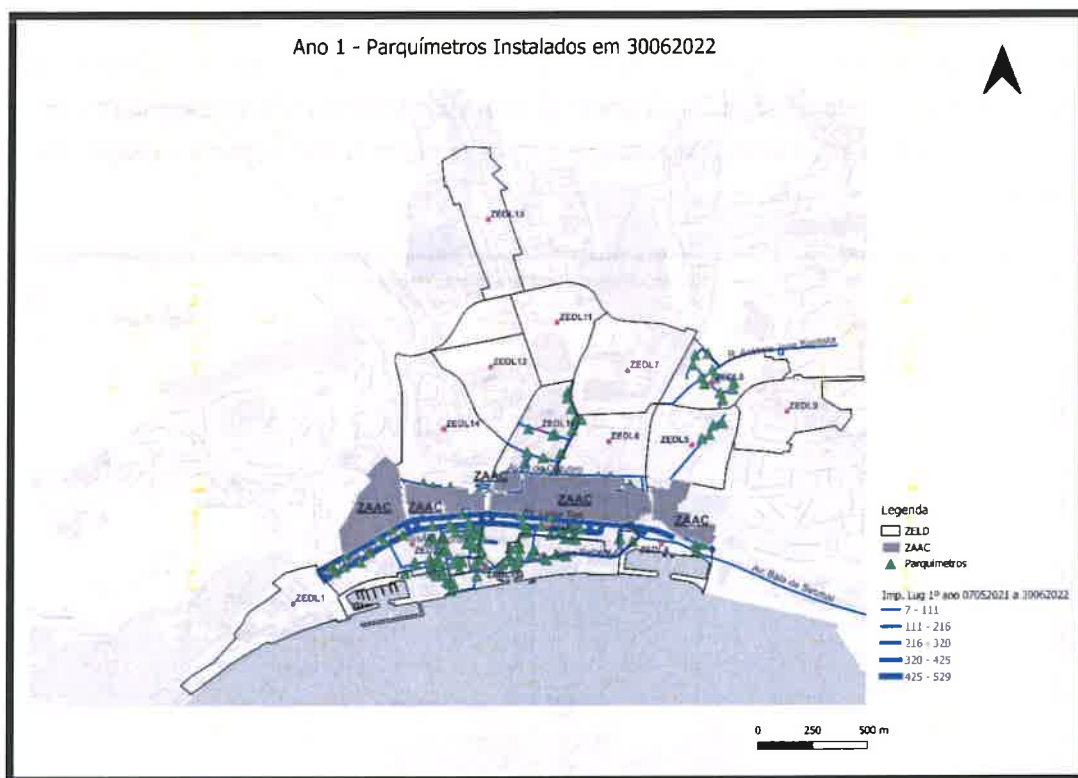 Ano 1 - Parquímetros Instalados em 30062022
ZEDL13
ZEDL11
ZEDL12
ZEDL7
ZEDL9
ZEDL14
ZEDL6
ZEDL5
ZAAC
ZAAC
ZAAC
ZAAC
ZAAC
ZEDL1
Av. Baía de Setúbal
Legenda
ZELD
ZAAC
Parquímetros
Imp. Lug 1º ano 07052021 a 30062022
7 - 111
111 - 216
216 - 320
320 - 425
425 - 529
0 250 500 m